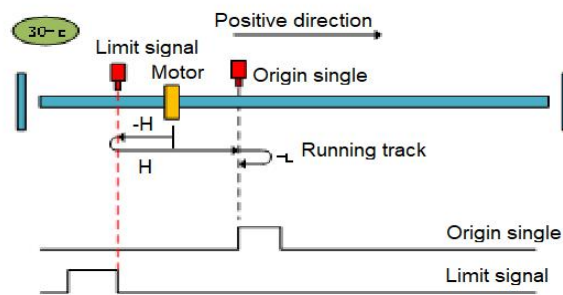 30-c
Positive direction
Limit signal
Motor
Origin single
-H
H
-L
Running track
Origin single
Limit signal